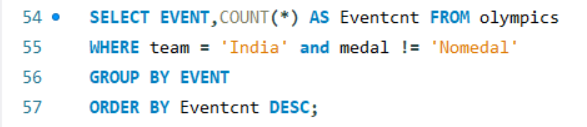 54 SELECT EVENT,COUNT(*) AS Eventcnt FROM olympics
55 WHERE team = 'India' and medal != 'Nomedal'
56 GROUP BY EVENT
57 ORDER BY Eventcnt DESC;